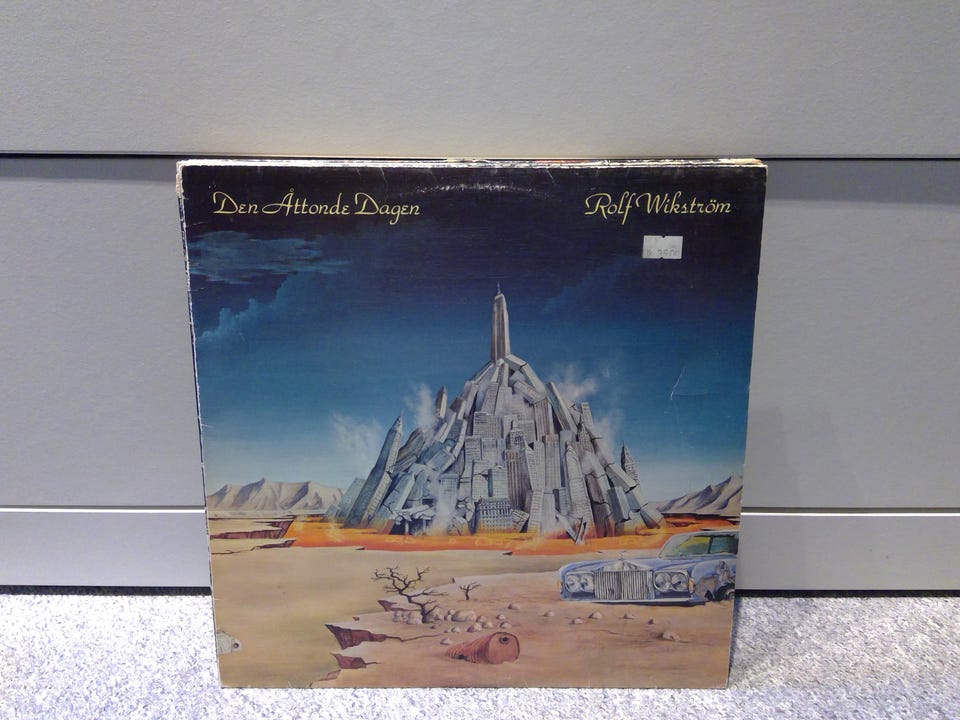 Den Åttonde Dagen
Rolf Wikström